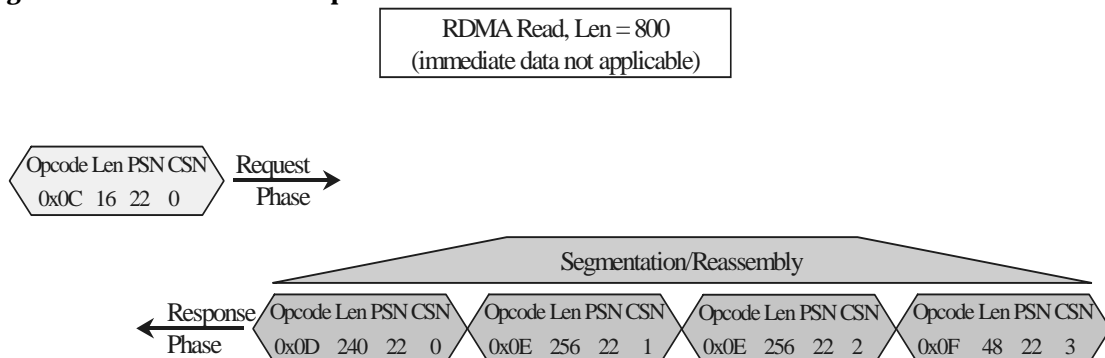 RDMA Read, Len = 800
(immediate data not applicable)
Opcode Len PSN CSN
0x0C 16 22 0
Request
Phase
Segmentation/Reassembly
Response
Phase
Opcode Len PSN CSN
0x0D 240 22 0
Opcode Len PSN CSN
0x0E 256 22 1
Opcode Len PSN CSN
0x0E 256 22 2
Opcode Len PSN CSN
0x0F 48 22 3